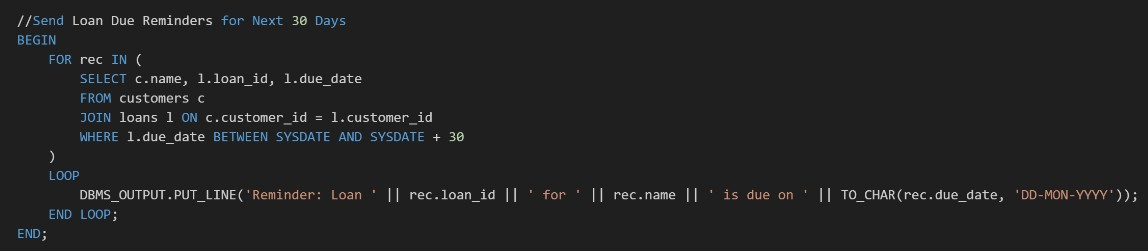 //Send Loan Due Reminders for Next 30 Days
BEGIN
    FOR rec IN (
        SELECT c.name, l.loan_id, l.due_date
        FROM customers c
        JOIN loans l ON c.customer_id = l.customer_id
        WHERE l.due_date BETWEEN SYSDATE AND SYSDATE + 30
    )
    LOOP
        DBMS_OUTPUT.PUT_LINE('Reminder: Loan ' || rec.loan_id || ' for ' || rec.name || ' is due on ' || TO_CHAR(rec.due_date, 'DD-MON-YYYY'));
    END LOOP;
END;